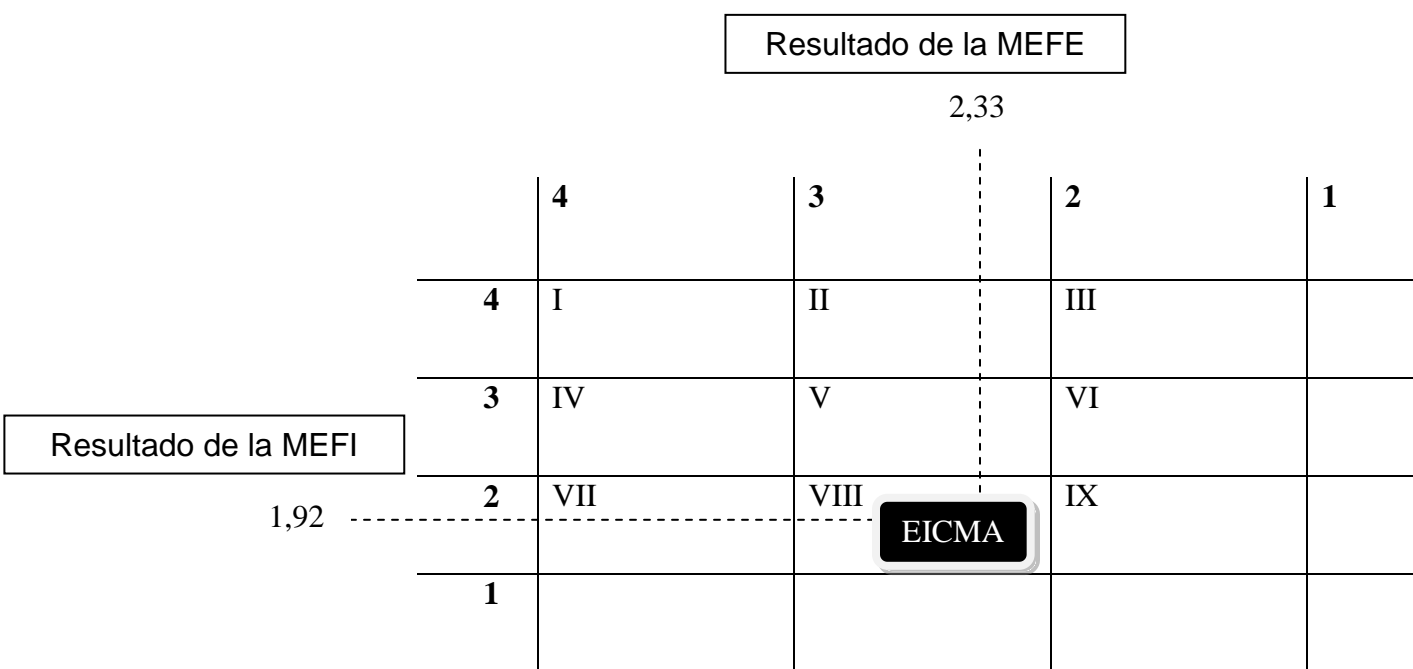 Resultado de la MEFE
2,33
4 3 2 1
4 I II III
3 IV V VI
Resultado de la MEFI
2 VII VIII IX
1,92
EICMA
1